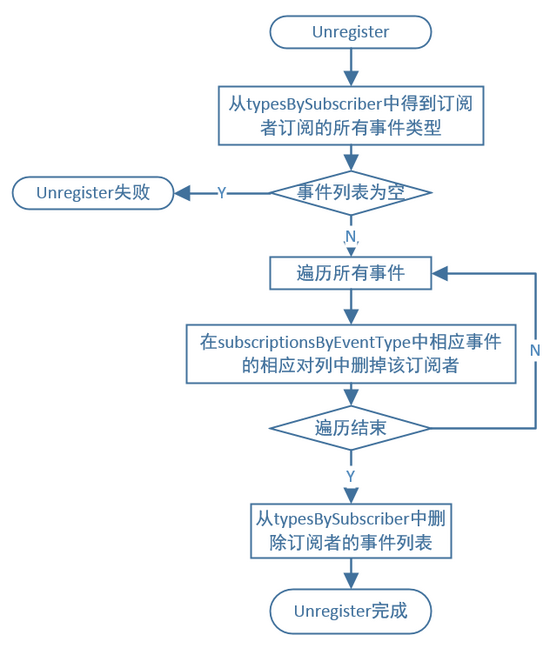 Unregister
从typesBySubscriber中得到订阅
者订阅的所有事件类型
事件列表为空
Y
Unregister失败
N
遍历所有事件
在subscriptionsByEventType中相应事件
的相应对列中删掉该订阅者
N
遍历结束
Y
从typesBySubscriber中删
除订阅者的事件列表
Unregister完成